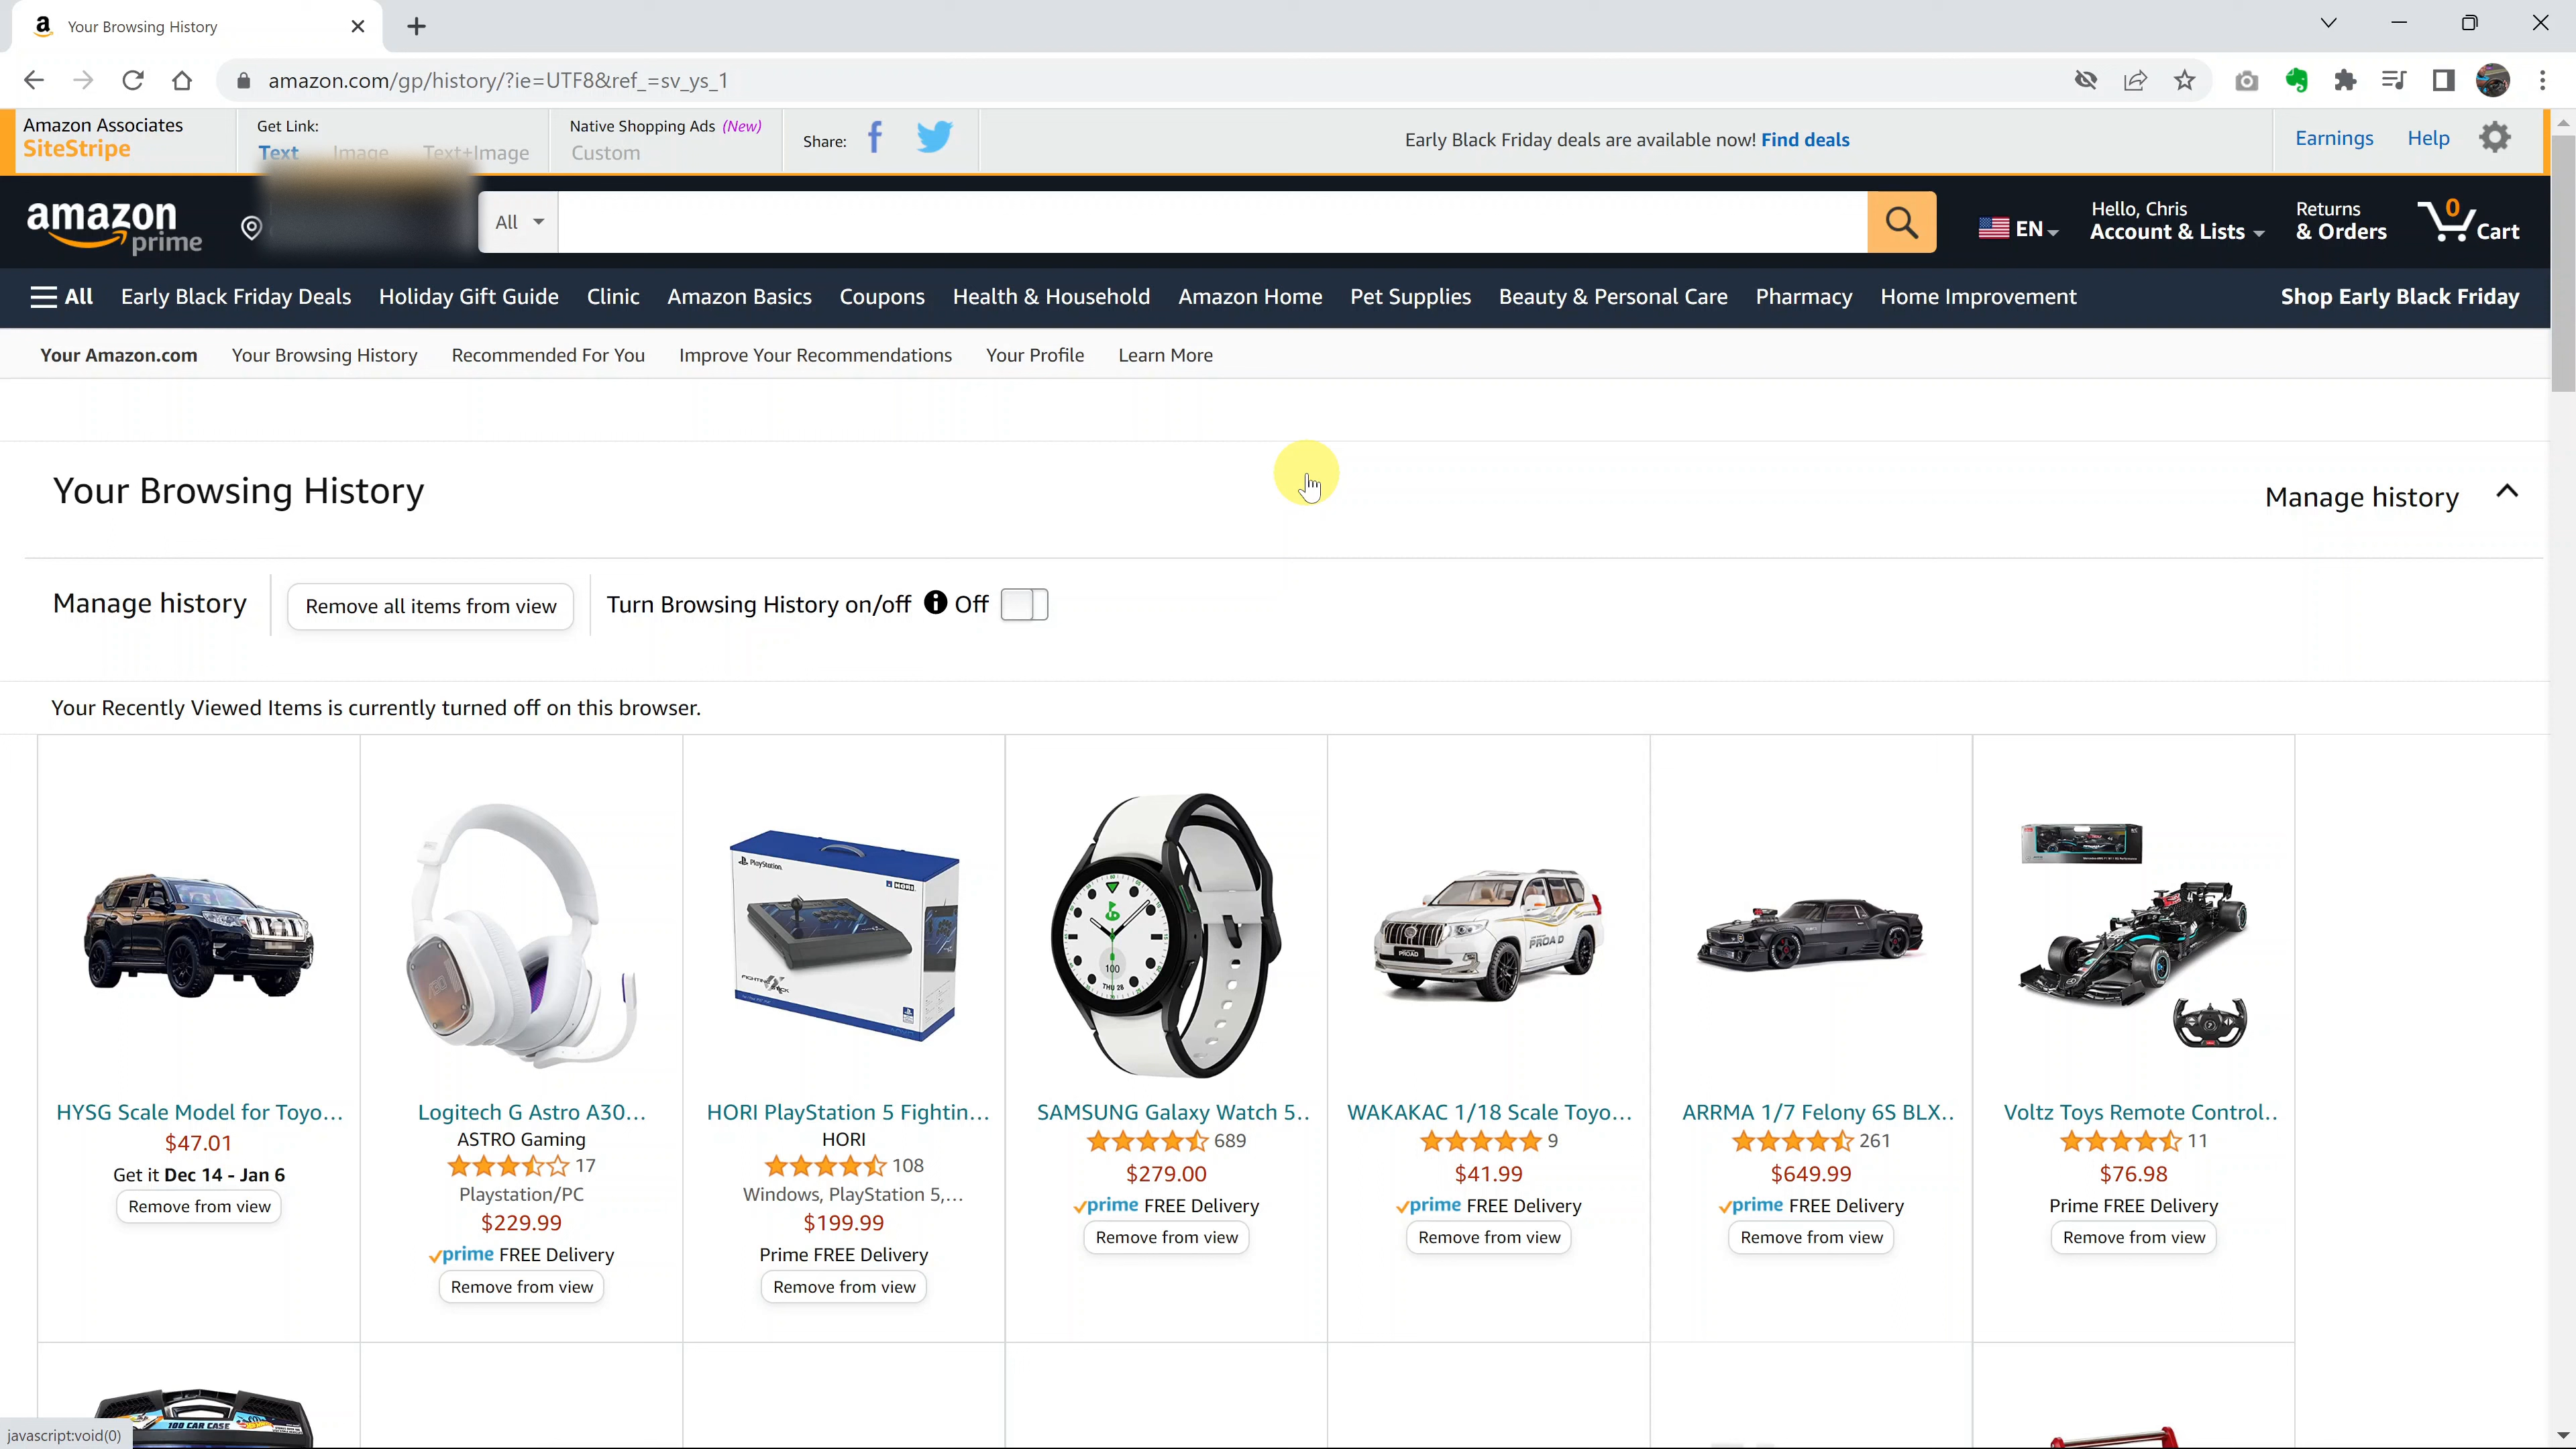 Your Browsing History
amazon.com/gp/history/?ie=UTF8&ref_=sv_ys_1
Amazon Associates
SiteStripe
Get Link:
Text Image Text+Image
Native Shopping Ads (New)
Custom
Share:
Early Black Friday deals are available now! Find deals
Earnings Help
amazon
prime
All
EN
Hello, Chris
Account & Lists
Returns
& Orders
0
Cart
All Early Black Friday Deals Holiday Gift Guide Clinic Amazon Basics Coupons Health & Household Amazon Home Pet Supplies Beauty & Personal Care Pharmacy Home Improvement Shop Early Black Friday
Your Amazon.com Your Browsing History Recommended For You Improve Your Recommendations Your Profile Learn More
Your Browsing History
Manage history
Manage history Remove all items from view Turn Browsing History on/off Off
Your Recently Viewed Items is currently turned off on this browser.
HYSG Scale Model for Toyo...
$47.01
Get it Dec 14 - Jan 6
Remove from view
Logitech G Astro A30...
ASTRO Gaming
17
Playstation/PC
$229.99
prime FREE Delivery
Remove from view
PlayStation
HORI
HORI PlayStation 5 Fightin...
HORI
108
Windows, PlayStation 5,...
$199.99
Prime FREE Delivery
Remove from view
100
THU 28
SAMSUNG Galaxy Watch 5..
689
$279.00
prime FREE Delivery
Remove from view
PROAD
PROAD
WAKAKAC 1/18 Scale Toyo...
9
$41.99
prime FREE Delivery
Remove from view
ARRMA 1/7 Felony 6S BLX..
261
$649.99
prime FREE Delivery
Remove from view
Voltz Toys Remote Control..
11
$76.98
Prime FREE Delivery
Remove from view
100 CAR CASE
javascript:void(0)